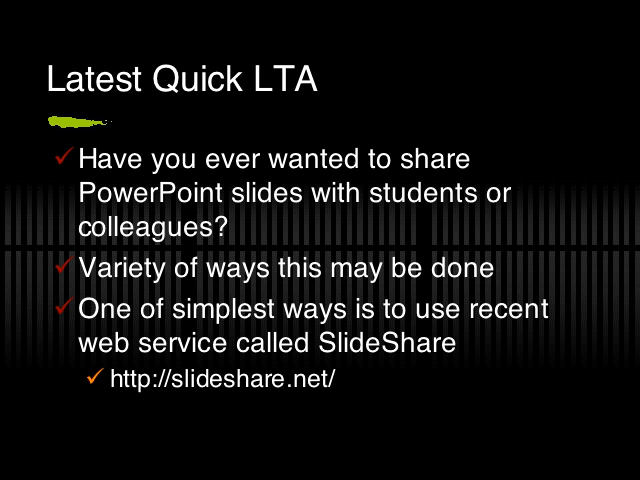 Latest Quick LTA
Have you ever wanted to share
PowerPoint slides with students or
colleagues?
Variety of ways this may be done
One of simplest ways is to use recent
web service called SlideShare
http://slideshare.net/